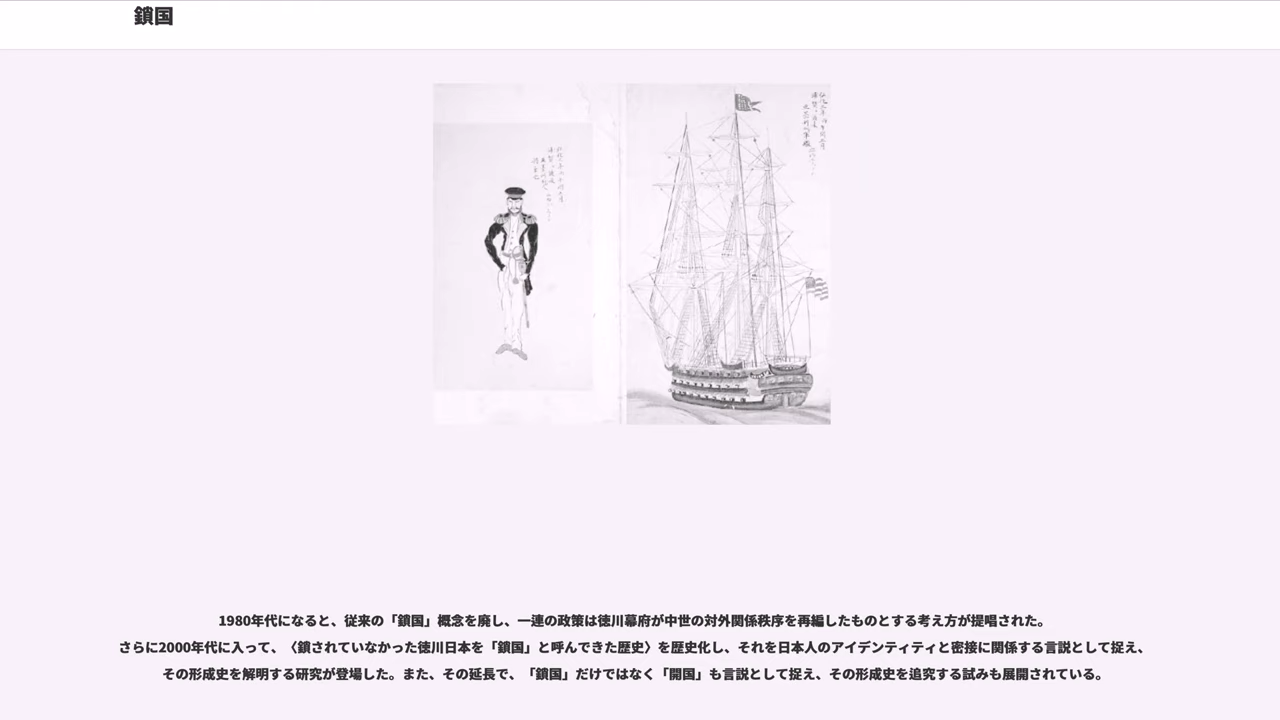 鎖国
1980年代になると、従来の「鎖国」概念を廃し、一連の政策は徳川幕府が中世の対外関係秩序を再編したものとする考え方が提唱された。
さらに2000年代に入って、〈鎖されていなかった徳川日本を「鎖国」と呼んできた歴史〉を歴史化し、それを日本人のアイデンティティと密接に関係する言説として捉え、
その形成史を解明する研究が登場した。また、その延長で、「鎖国」だけではなく「開国」も言説として捉え、その形成史を追究する試みも展開されている。